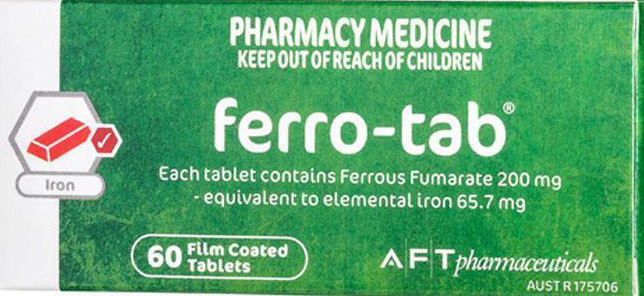 PHARMACY MEDICINE
KEEP OUT OF REACH OF CHILDREN
ferro-tab®
Each tablet contains Ferrous Fumarate 200 mg
- equivalent to elemental iron 65.7 mg
Iron
60 Film Coated
Tablets
AFT pharmaceuticals
AUST R 175706